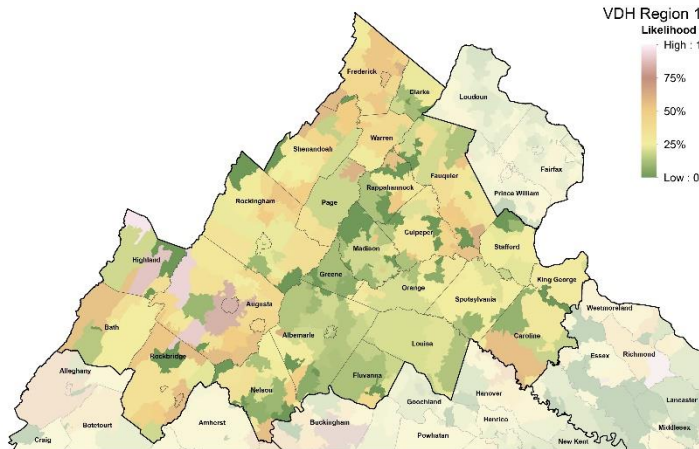 VDH Region 1
Likelihood
High : 1
75%
50%
25%
Low : 0
Frederick
Clarke
Loudoun
Warren
Shenandoah
Fauquier
Fairfax
Prince William
Rappahannock
Rockingham
Page
Culpeper
Madison
Stafford
Highland
Greene
King George
Orange
Augusta
Spotsylvania
Westmoreland
Bath
Albemarle
Louisa
Caroline
Essex
Richmond
Rockbridge
Alleghany
Nelson
Fluvanna
Hanover
Lancaster
Goochland
Amherst
Buckingham
Henrico
Middlesex
Botetourt
Craig
Powhatan
New Kent